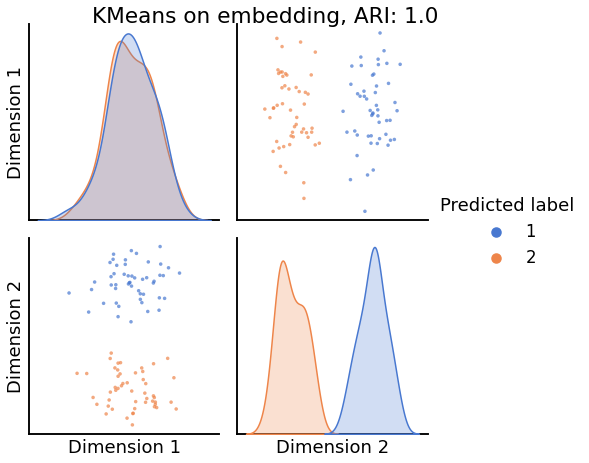 KMeans on embedding, ARI: 1.0
Dimension 1
Predicted label
1
2
Dimension 2
Dimension 1
Dimension 2